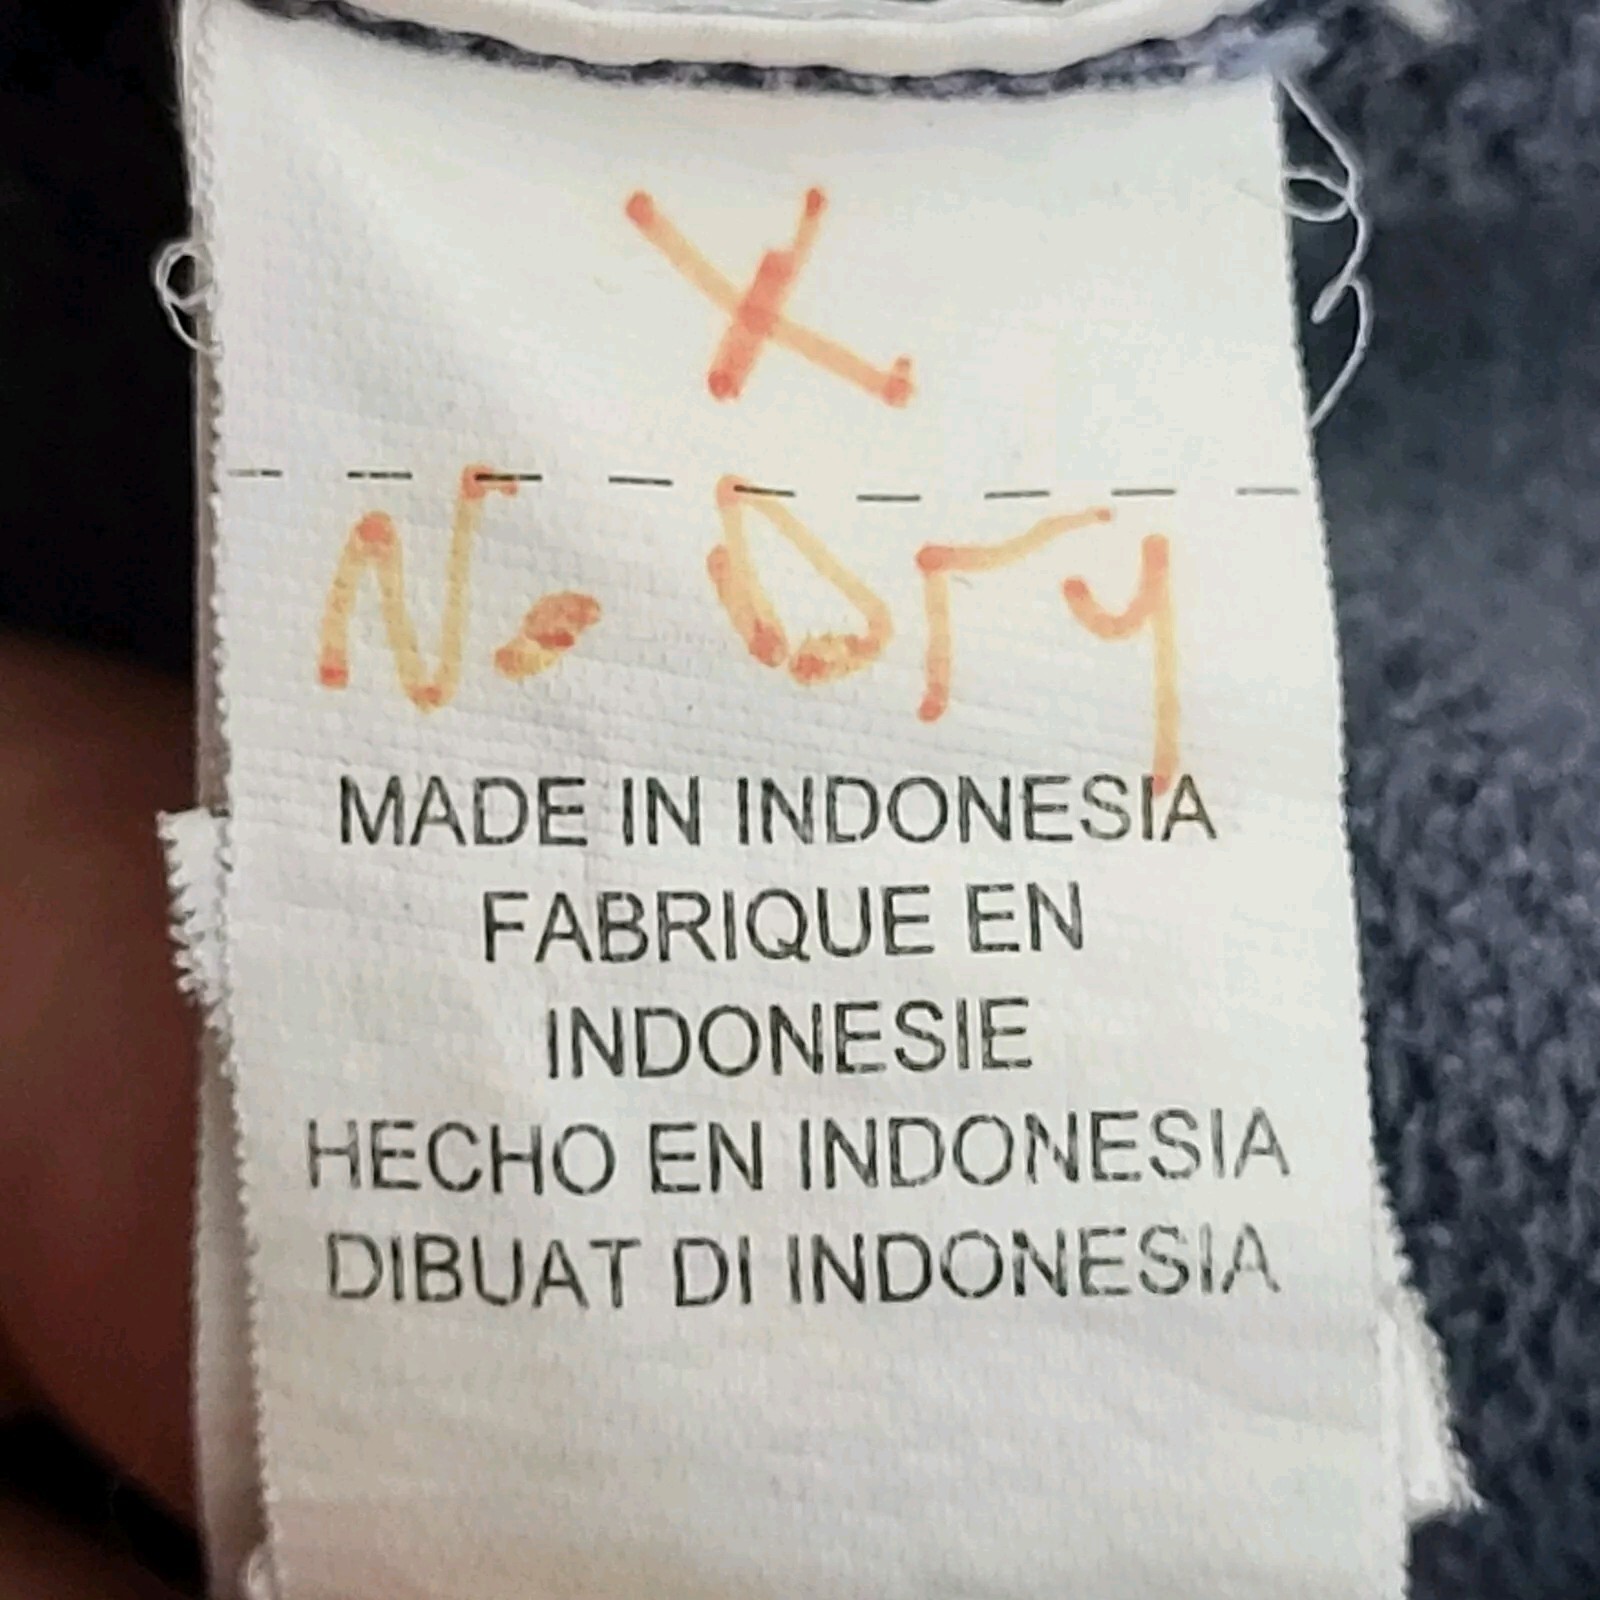 X
No Dry
MADE IN INDONESIA
FABRIQUE EN
INDONESIE
HECHO EN INDONESIA
DIBUAT DI INDONESIA